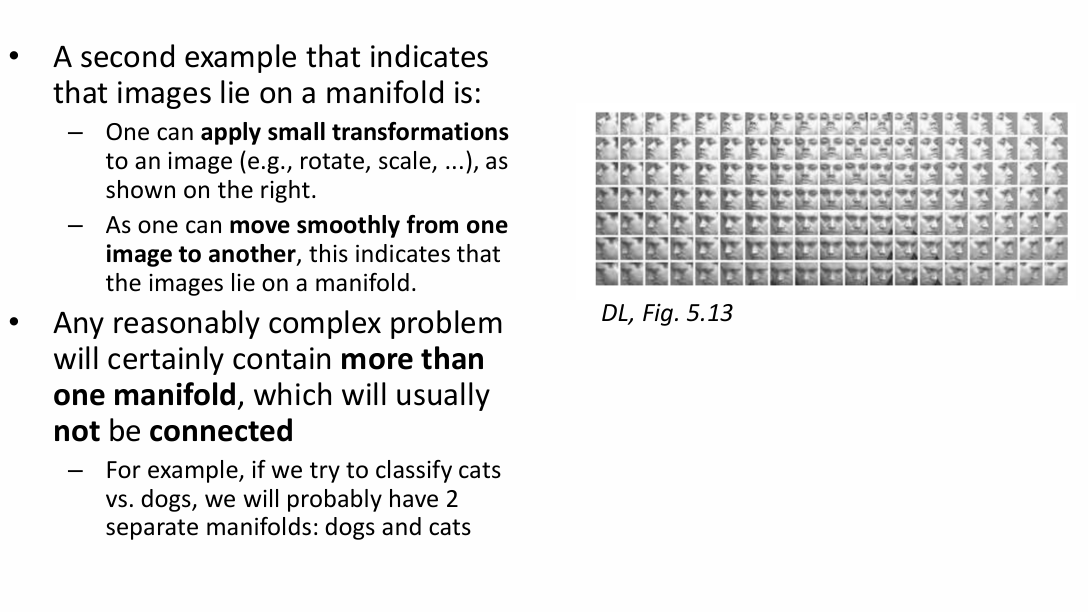 • A second example that indicates
that images lie on a manifold is:
– One can apply small transformations
to an image (e.g., rotate, scale, ...), as
shown on the right.
– As one can move smoothly from one
image to another, this indicates that
the images lie on a manifold.
• Any reasonably complex problem
will certainly contain more than
one manifold, which will usually
not be connected
– For example, if we try to classify cats
vs. dogs, we will probably have 2
separate manifolds: dogs and cats
DL, Fig. 5.13